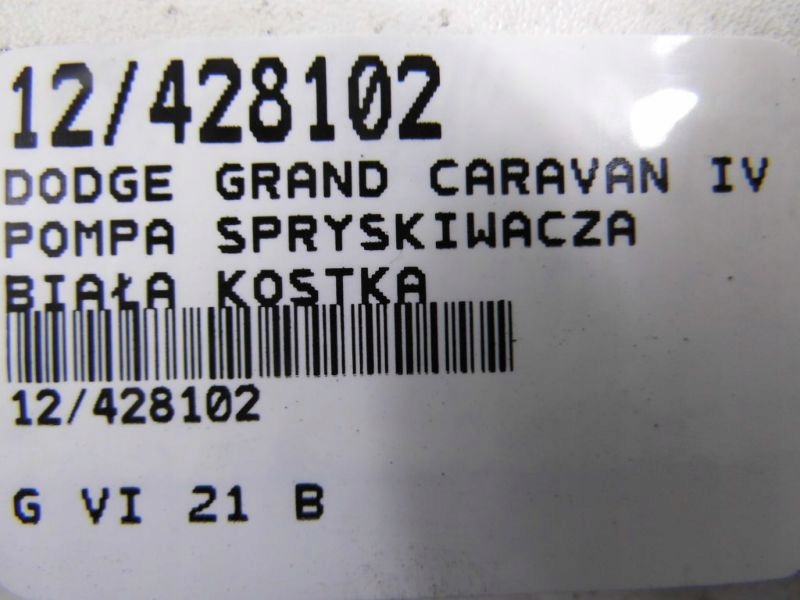 12/428102
DODGE GRAND CARAVAN IV
POMPA SPRYSKIWACZA
BIAŁA KOSTKA
12/428102
G VI 21 B